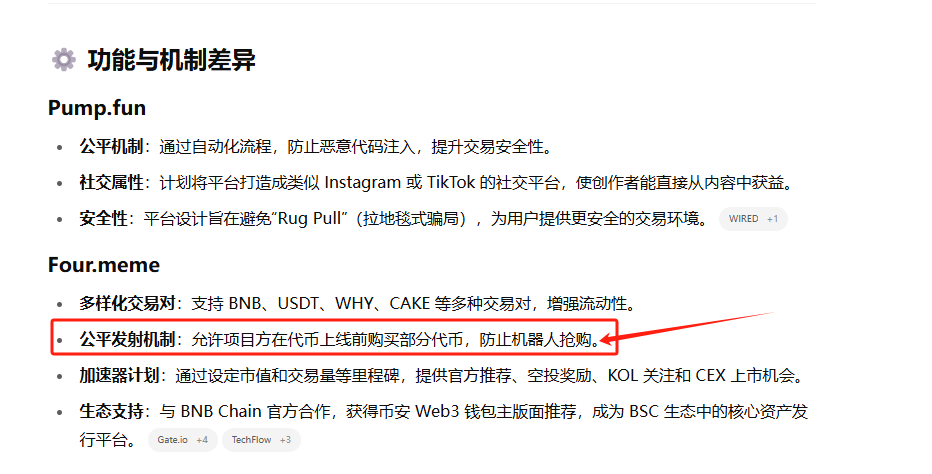 功能与机制差异
Pump.fun
公平机制：通过自动化流程，防止恶意代码注入，提升交易安全性。
社交属性：计划将平台打造成类似 Instagram 或 TikTok 的社交平台，使创作者能直接从内容中获益。
安全性：平台设计旨在避免“Rug Pull”（拉地毯式骗局），为用户提供更安全的交易环境。 WIRED +1
Four.meme
多样化交易对：支持 BNB、USDT、WHY、CAKE 等多种交易对，增强流动性。
公平发射机制：允许项目方在代币上线前购买部分代币，防止机器人抢购。
加速器计划：通过设定市值和交易量等里程碑，提供官方推荐、空投奖励、KOL 关注和 CEX 上市机会。
生态支持：与 BNB Chain 官方合作，获得币安 Web3 钱包主版面推荐，成为 BSC 生态中的核心资产发
行平台。 Gate.io +4 TechFlow +3